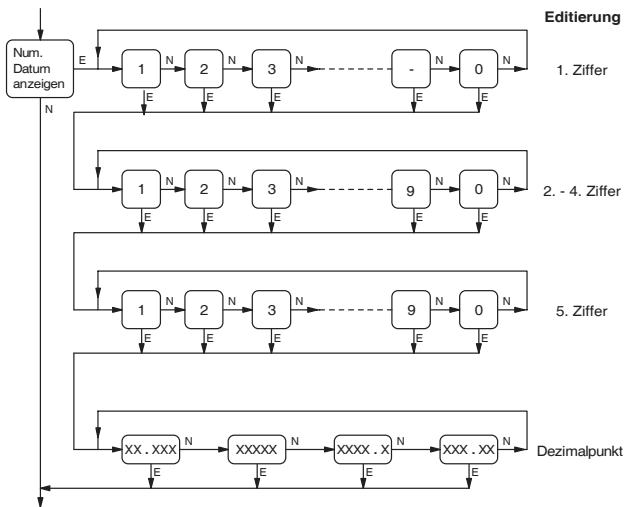 Editierung
Num.
Datum
anzeigen
E
N
1 N 2 N 3 N - N 0 N
1. Ziffer
E E E E E
1 N 2 N 3 N 9 N 0 N
2. - 4. Ziffer
E E E E E
1 N 2 N 3 N 9 N 0 N
5. Ziffer
E E E E E
XX.XXX N XXXXX N XXXX.X N XXX.XX N
Dezimalpunkt
E E E E